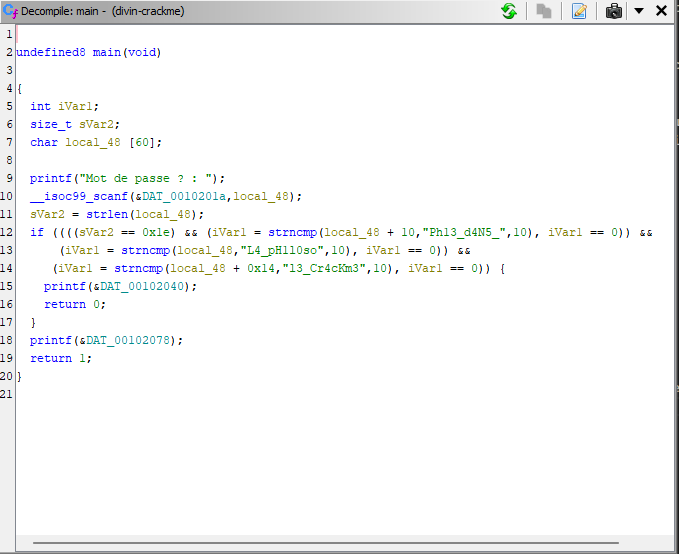 Decompile: main - (divin-crackme)
1
2 undefined8 main(void)
3
4 {
5   int iVar1;
6   size_t sVar2;
7   char local_48 [60];
8
9   printf("Mot de passe ? : ");
10   __isoc99_scanf(&DAT_0010201a,local_48);
11   sVar2 = strlen(local_48);
12   if ((((sVar2 == 0x1e) && (iVar1 = strncmp(local_48 + 10,"Ph13_d4N5_",10), iVar1 == 0)) &&
13       (iVar1 = strncmp(local_48,"L4_pH1l0so",10), iVar1 == 0)) &&
14      (iVar1 = strncmp(local_48 + 0x14,"l3_Cr4cKm3",10), iVar1 == 0)) {
15     printf(&DAT_00102040);
16     return 0;
17   }
18   printf(&DAT_00102078);
19   return 1;
20 }
21